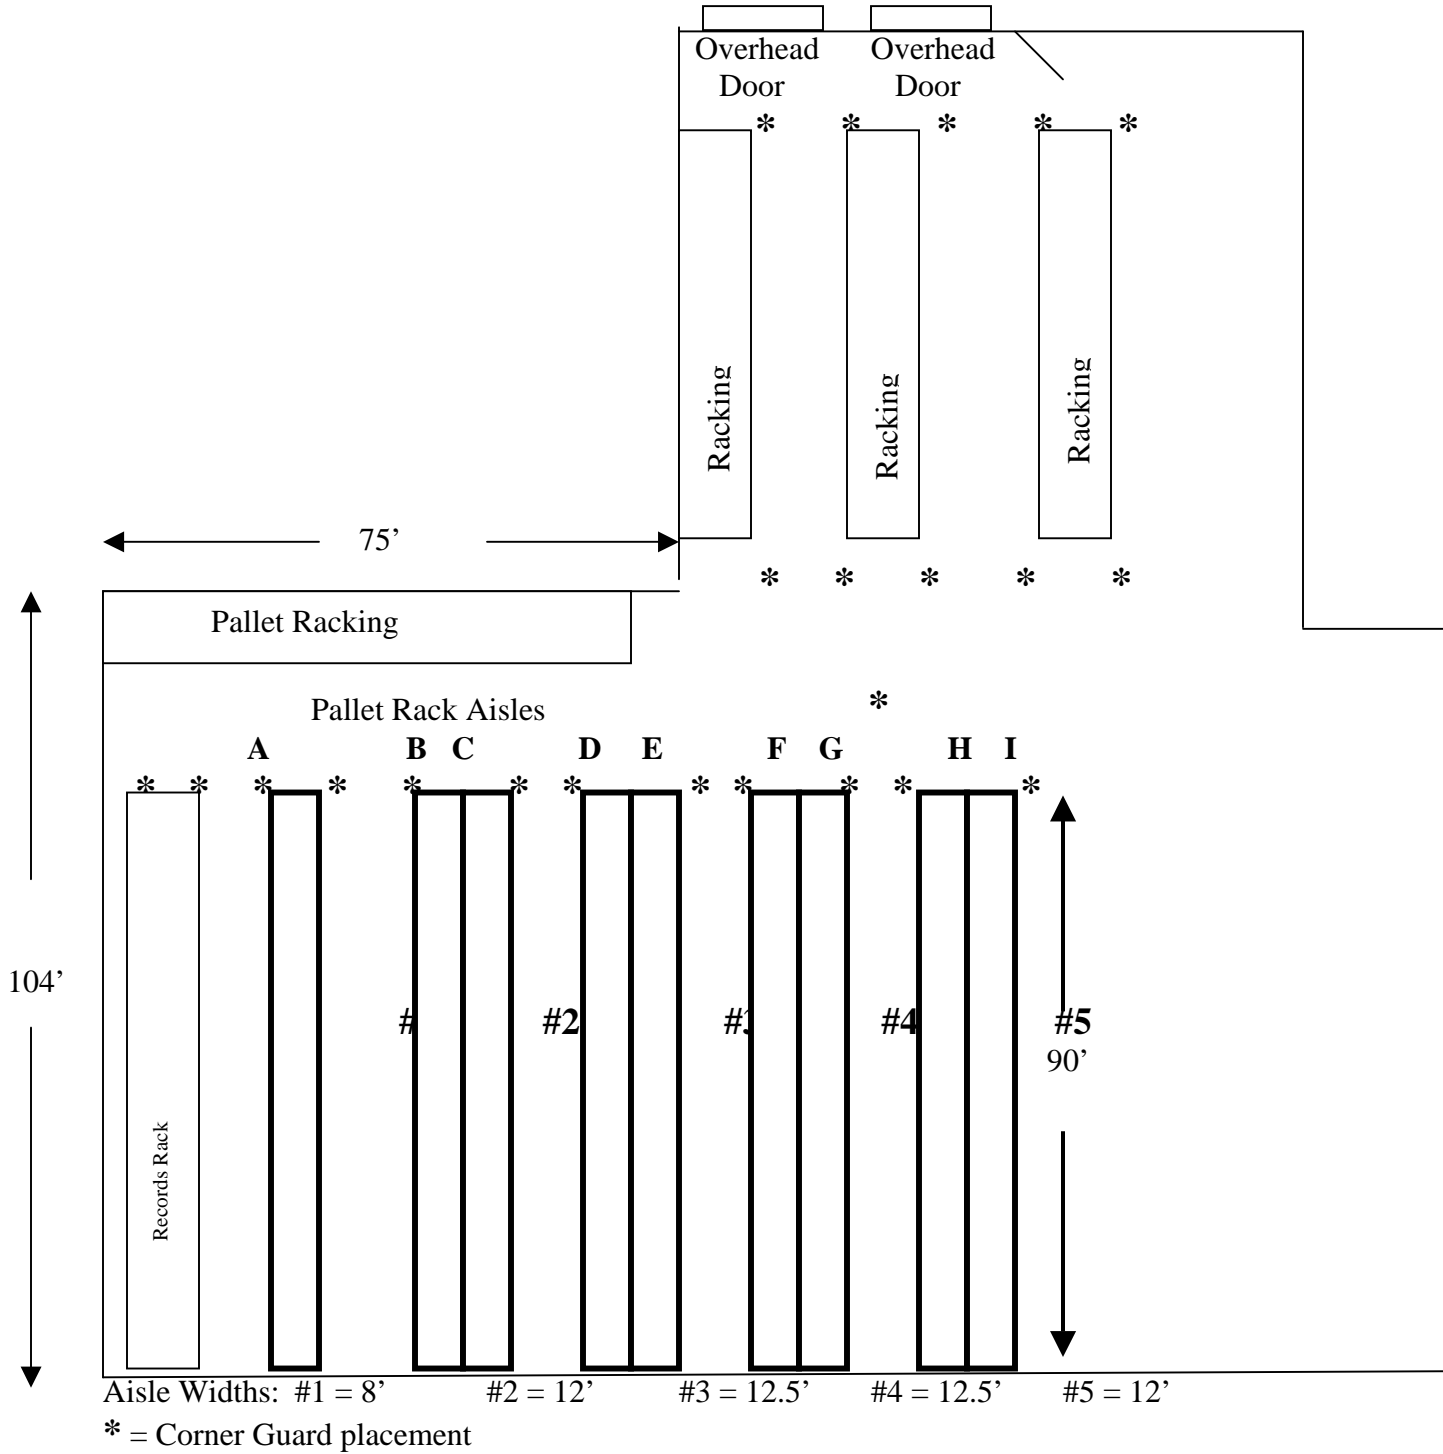 Overhead Door
Overhead Door
* * * * *
Racking
Racking
Racking
75’
* * * * *
Pallet Racking
*
Pallet Rack Aisles
A B C D E F G H I
* * * * * * * * * * * *
104’
# #2 #3 #4 #5
90’
Records Rack
Aisle Widths: #1 = 8’ #2 = 12’ #3 = 12.5’ #4 = 12.5’ #5 = 12’
* = Corner Guard placement